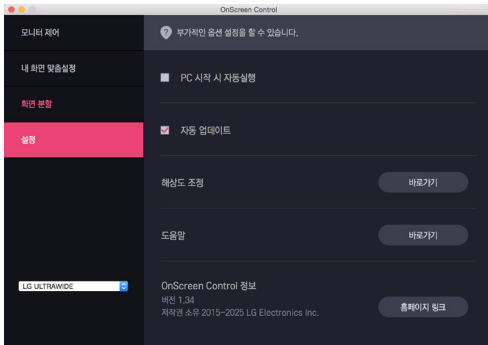 OnScreen Control
모니터 제어
내 화면 맞춤설정
화면 분할
설정
LG ULTRAWIDE
? 부가적인 옵션 설정을 할 수 있습니다.
PC 시작 시 자동실행
자동 업데이트
해상도 조정
바로가기
도움말
바로가기
OnScreen Control 정보
버전 1.34
저작권 소유 2015-2025 LG Electronics Inc.
홈페이지 링크